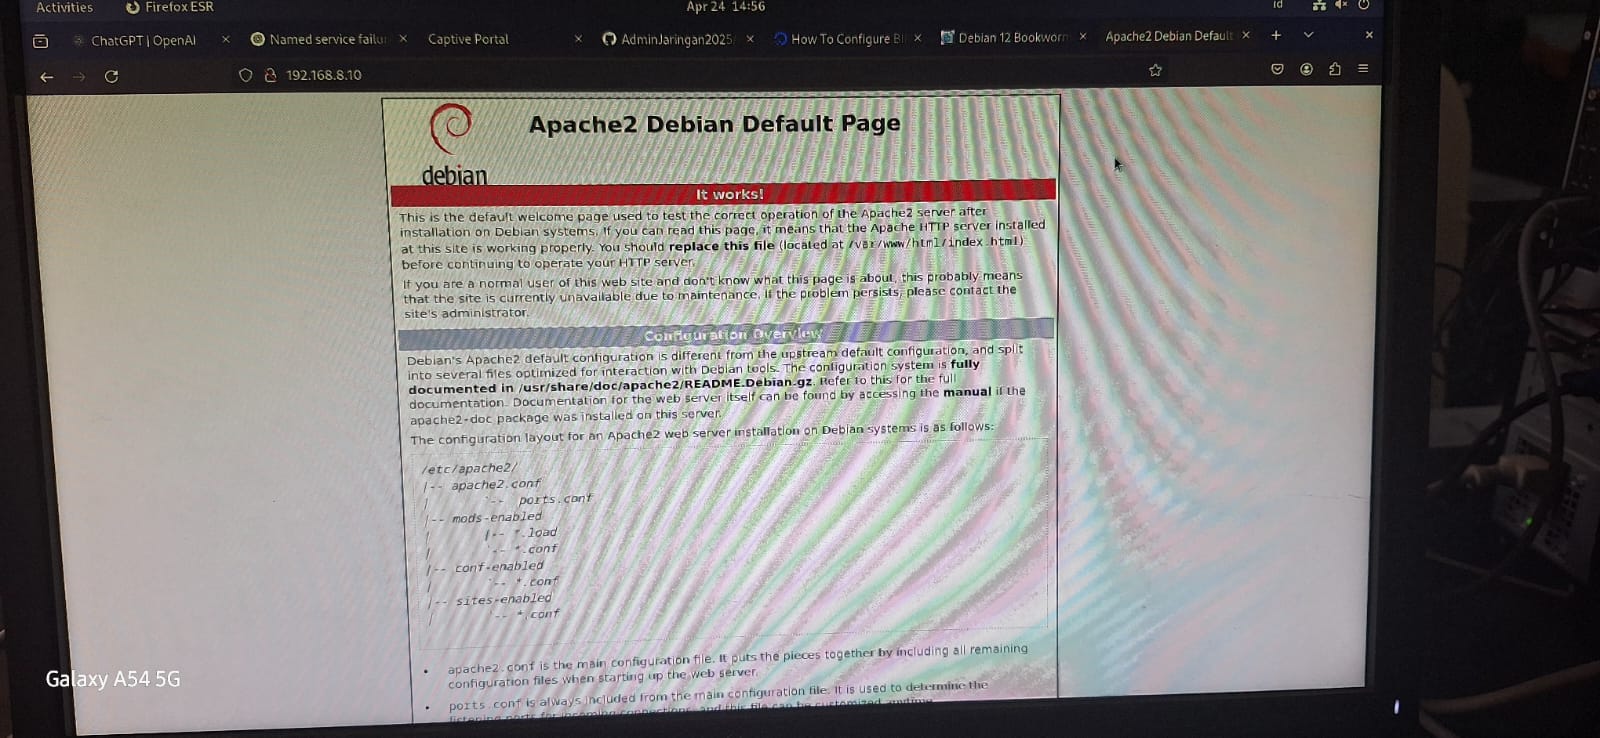 Activities Firefox ESR Apr 24 14:56 id
ChatGPT | OpenAI × Named service failur × Captive Portal × AdminJaringan2025 × How To Configure BI × Debian 12 Bookworm × Apache2 Debian Default × +
192.168.8.10
Apache2 Debian Default Page
debian
It works!
This is the default welcome page used to test the correct operation of the Apache2 server after
installation on Debian systems. If you can read this page, it means that the Apache HTTP server installed
at this site is working properly. You should replace this file (located at /var/www/html/index.html)
before continuing to operate your HTTP server.
If you are a normal user of this web site and don't know what this page is about, this probably means
that the site is currently unavailable due to maintenance. If the problem persists, please contact the
site's administrator.
Configuration Overview
Debian's Apache2 default configuration is different from the upstream default configuration, and split
into several files optimized for interaction with Debian tools. The configuration system is fully
documented in /usr/share/doc/apache2/README.Debian.gz. Refer to this for the full
documentation. Documentation for the web server itself can be found by accessing the manual if the
apache2-doc package was installed on this server.
The configuration layout for an Apache2 web server installation on Debian systems is as follows:
/etc/apache2/
|-- apache2.conf
|       `-- ports.conf
|-- mods-enabled
|       |-- *.load
|       `-- *.conf
|-- conf-enabled
|       `-- *.conf
|-- sites-enabled
|       `-- *.conf
• apache2.conf is the main configuration file. It puts the pieces together by including all remaining
configuration files when starting up the web server.
• ports.conf is always included from the main configuration file. It is used to determine the
listening ports for incoming connections, and this file can be customized anytime.
Galaxy A54 5G